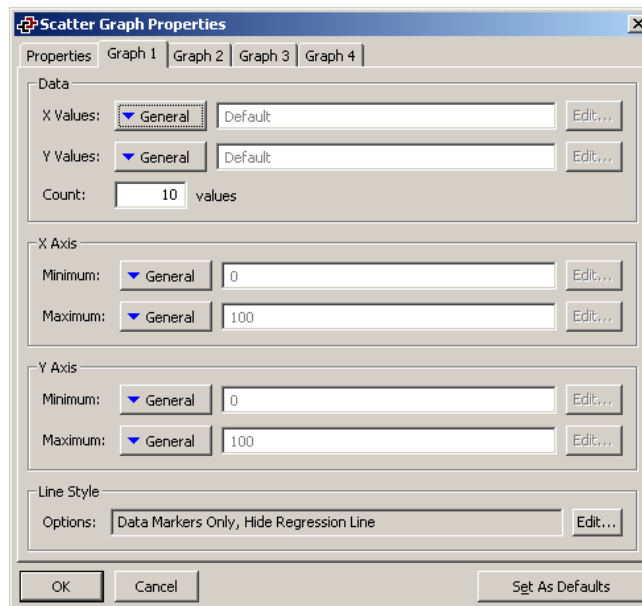 Scatter Graph Properties
Properties Graph 1 Graph 2 Graph 3 Graph 4
Data
X Values: General Default Edit...
Y Values: General Default Edit...
Count: 10 values
X Axis
Minimum: General 0 Edit...
Maximum: General 100 Edit...
Y Axis
Minimum: General 0 Edit...
Maximum: General 100 Edit...
Line Style
Options: Data Markers Only, Hide Regression Line Edit...
OK Cancel Set As Defaults